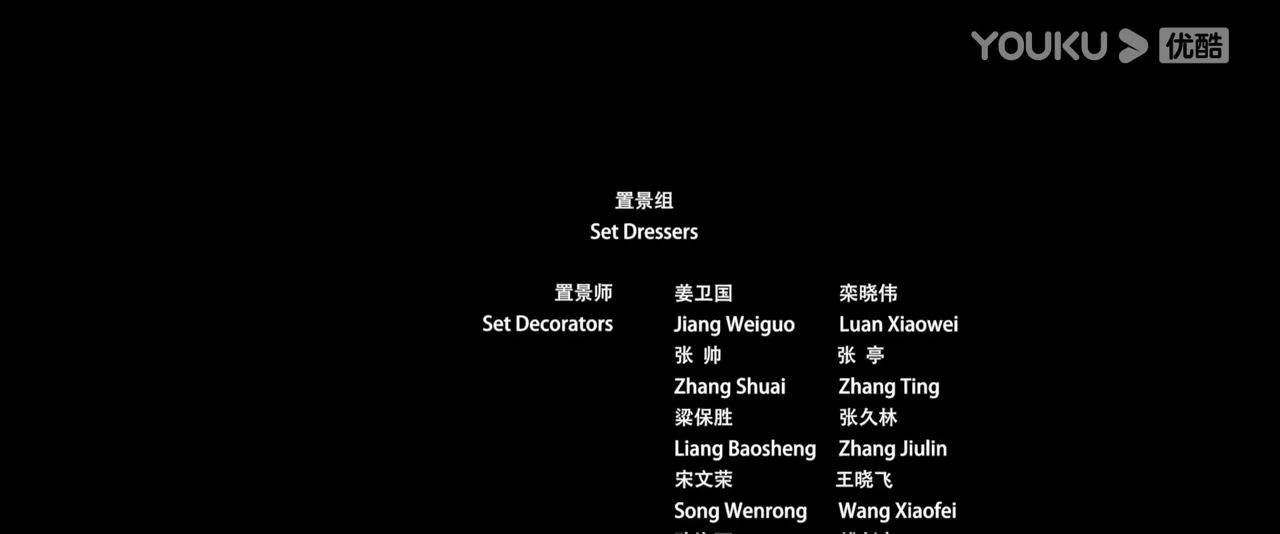 YOUKU 优酷
置景组
Set Dressers
置景师 姜卫国 栾晓伟
Set Decorators Jiang Weiguo Luan Xiaowei
张 帅 张 亭
Zhang Shuai Zhang Ting
梁保胜 张久林
Liang Baosheng Zhang Jiulin
宋文荣 王晓飞
Song Wenrong Wang Xiaofei